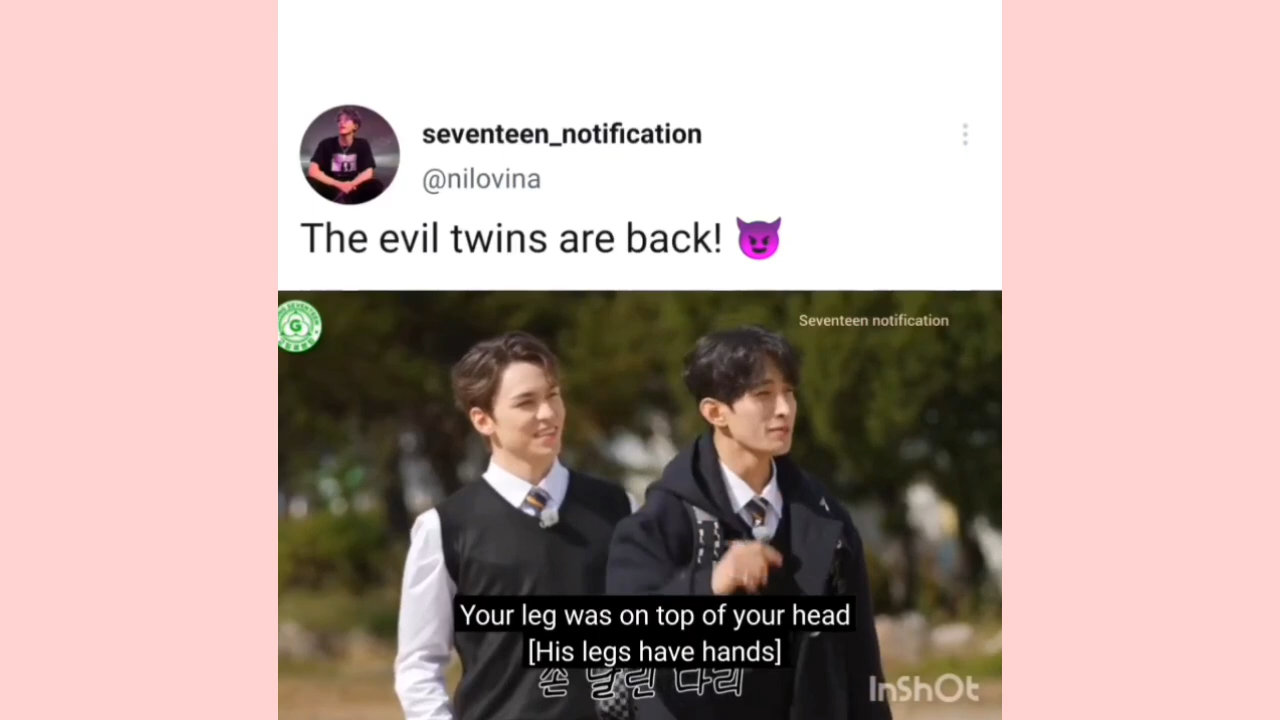 seventeen_notification
@nilovina
The evil twins are back! 😈
Seventeen notification
G
Your leg was on top of your head
[His legs have hands]
손 달린 다리
InShOt